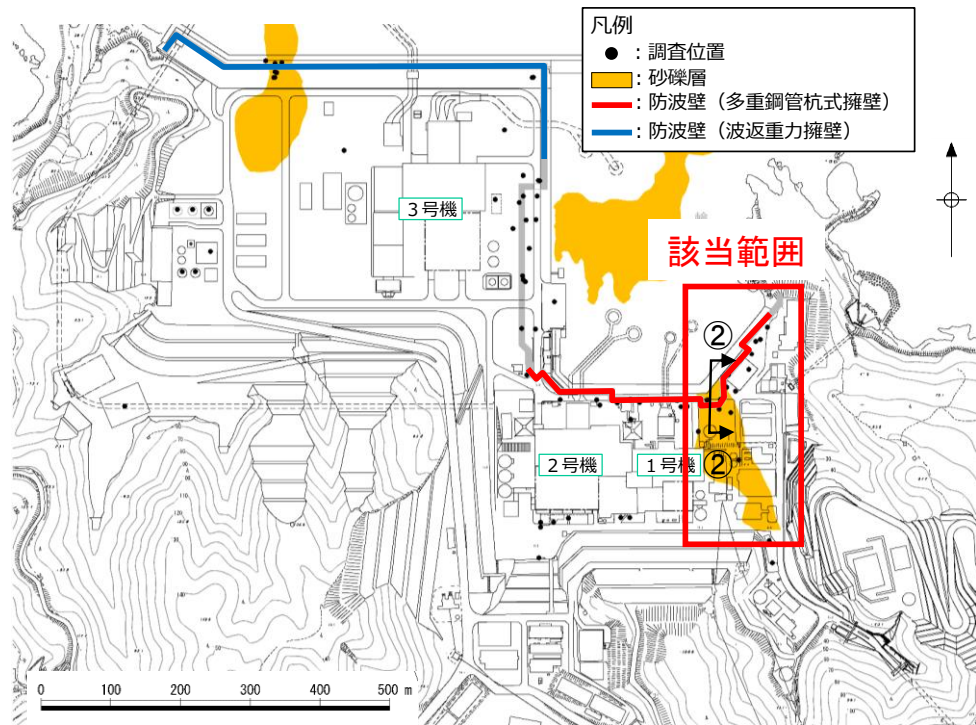 凡例
●：調査位置
：砂礫層
：防波壁（多重鋼管杭式擁壁）
：防波壁（波返重力擁壁）
３号機
該当範囲
②
２号機
１号機
②
0 100 200 300 400 500 m